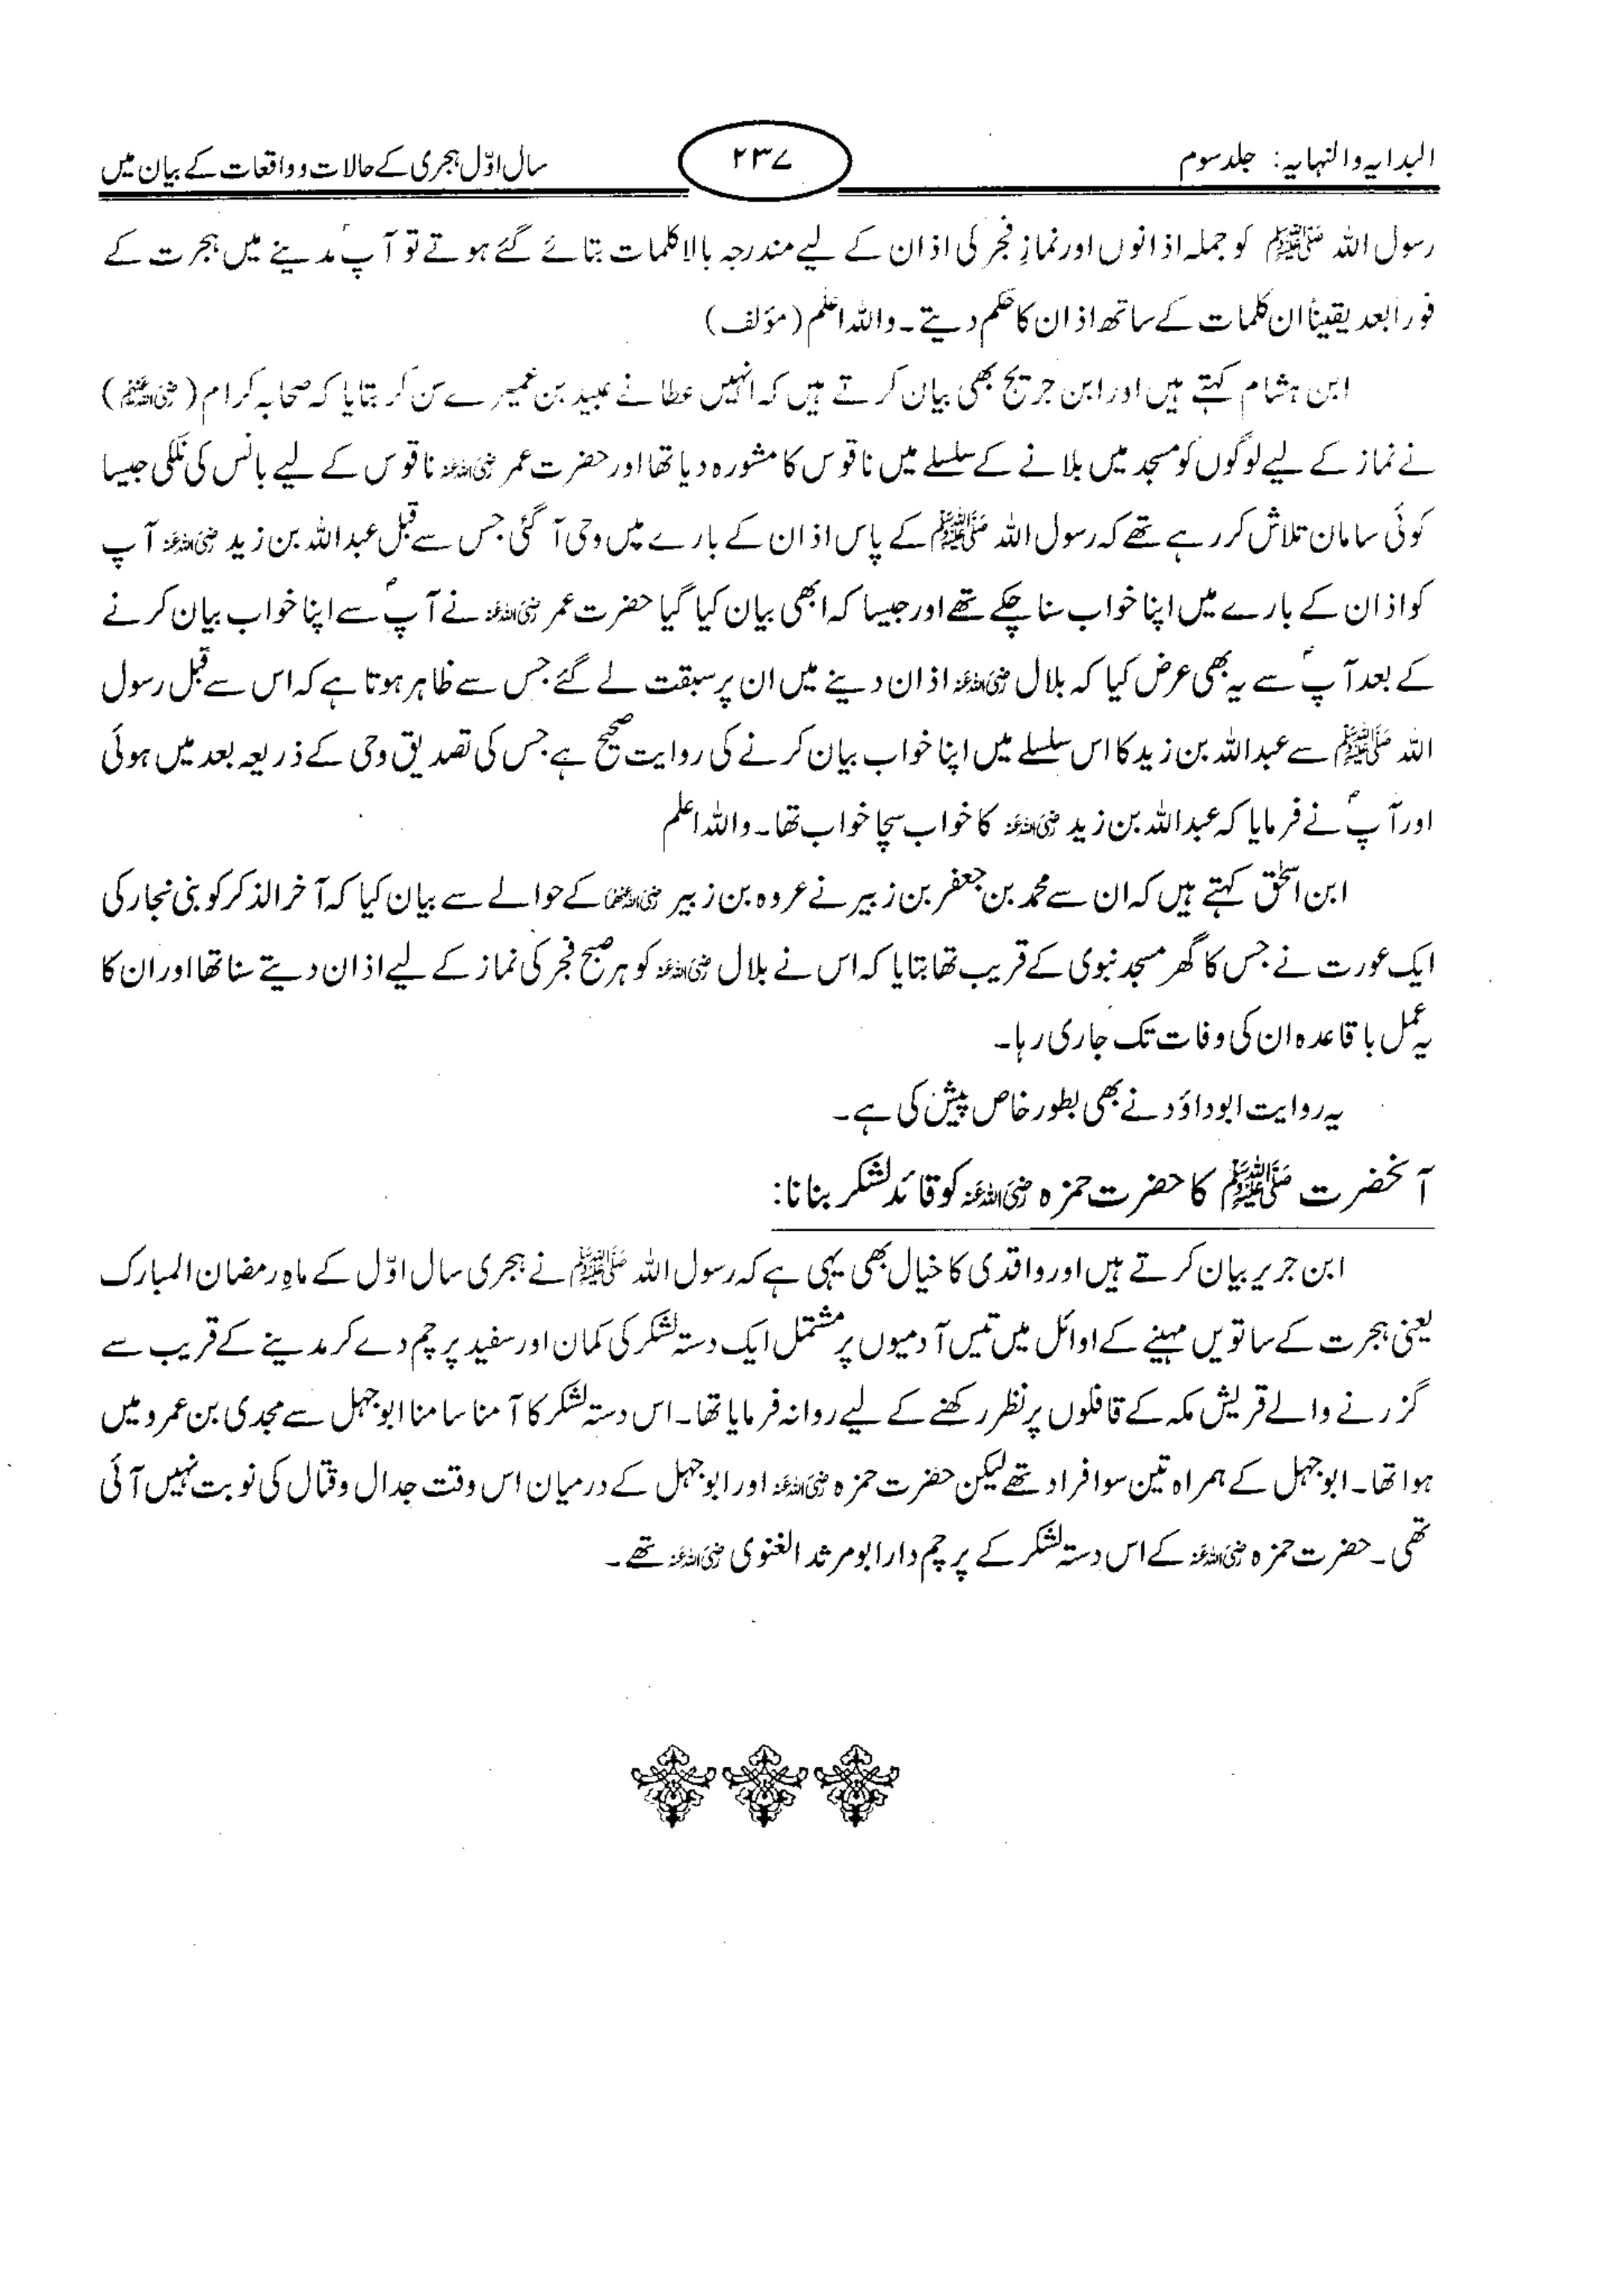 البدایہ والنہایہ: جلد سوم
۲۳۷
سال اوّل ہجری کے حالات و واقعات کے بیان میں
رسول اللہ ﷺ کو جملہ اذانوں اور نمازِ فجر کی اذان کے لیے مندرجہ بالا کلمات بتائے گئے ہوتے تو آپؐ مدینے میں ہجرت کے
فوراً بعد یقیناً ان کلمات کے ساتھ اذان کا حکم دیتے۔ واللہ اعلم (مؤلف)
ابن ہشام کہتے ہیں اور ابن جریج بھی بیان کرتے ہیں کہ انہیں عطا نے عبید بن عمیر سے سن کر بتایا کہ صحابہ کرام (رضی اللہ عنہم)
نے نماز کے لیے لوگوں کو مسجد میں بلانے کے سلسلے میں ناقوس کا مشورہ دیا تھا اور حضرت عمر رضی اللہ عنہ ناقوس کے لیے بانس کی نلکی جیسا
کوئی سامان تلاش کر رہے تھے کہ رسول اللہ ﷺ کے پاس اذان کے بارے میں وحی آ گئی جس سے قبل عبداللہ بن زید رضی اللہ عنہ آپ
کو اذان کے بارے میں اپنا خواب سنا چکے تھے اور جیسا کہ ابھی بیان کیا گیا حضرت عمر رضی اللہ عنہ نے آپؐ سے اپنا خواب بیان کرنے
کے بعد آپؐ سے یہ بھی عرض کیا کہ بلال رضی اللہ عنہ اذان دینے میں ان پر سبقت لے گئے جس سے ظاہر ہوتا ہے کہ اس سے قبل رسول
اللہ ﷺ سے عبداللہ بن زید کا اس سلسلے میں اپنا خواب بیان کرنے کی روایت صحیح ہے جس کی تصدیق وحی کے ذریعہ بعد میں ہوئی
اور آپؐ نے فرمایا کہ عبداللہ بن زید رضی اللہ عنہ کا خواب سچا خواب تھا۔ واللہ اعلم
ابن اسحٰق کہتے ہیں کہ ان سے محمد بن جعفر بن زبیر نے عروہ بن زبیر رضی اللہ عنہما کے حوالے سے بیان کیا کہ آخر الذکر کو بنی نجار کی
ایک عورت نے جس کا گھر مسجد نبوی کے قریب تھا بتایا کہ اس نے بلال رضی اللہ عنہ کو ہر صبح فجر کی نماز کے لیے اذان دیتے سنا تھا اور ان کا
یہ عمل باقاعدہ ان کی وفات تک جاری رہا۔
یہ روایت ابوداؤد نے بھی بطور خاص پیش کی ہے۔
آنحضرت ﷺ کا حضرت حمزہ رضی اللہ عنہ کو قائد لشکر بنانا:
ابن جریر بیان کرتے ہیں اور واقدی کا خیال بھی یہی ہے کہ رسول اللہ ﷺ نے ہجری سال اوّل کے ماہِ رمضان المبارک
یعنی ہجرت کے ساتویں مہینے کے اوائل میں تیس آدمیوں پر مشتمل ایک دستہ لشکر کی کمان اور سفید پرچم دے کر مدینے کے قریب سے
گزرنے والے قریش مکہ کے قافلوں پر نظر رکھنے کے لیے روانہ فرمایا تھا۔ اس دستہ لشکر کا آمنا سامنا ابوجہل سے مجدی بن عمرو میں
ہوا تھا۔ ابوجہل کے ہمراہ تین سو افراد تھے لیکن حضرت حمزہ رضی اللہ عنہ اور ابوجہل کے درمیان اس وقت جدال و قتال کی نوبت نہیں آئی
تھی۔ حضرت حمزہ رضی اللہ عنہ کے اس دستہ لشکر کے پرچم دار ابومرثد الغنوی رضی اللہ عنہ تھے۔